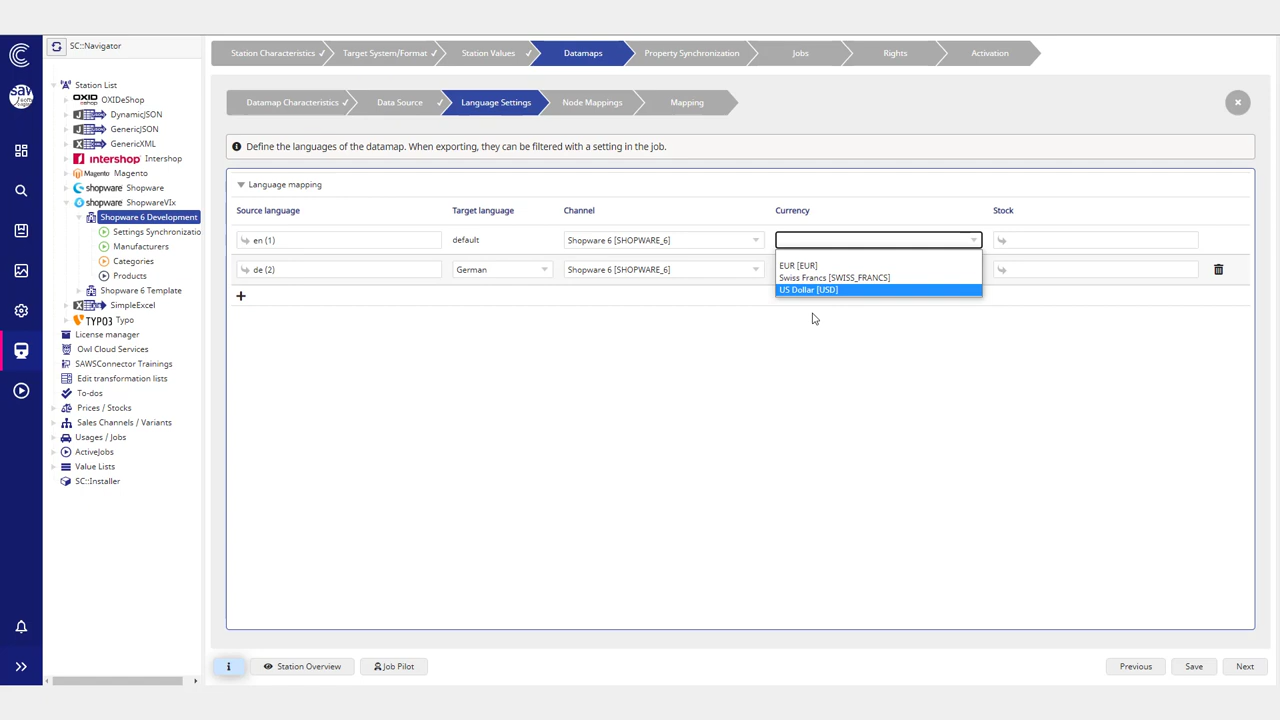 SC::Navigator
Station List
OXID eshop OXIDeShop
DynamicJSON
GenericJSON
GenericXML
intershop Intershop
Magento Magento
shopware Shopware
shopware ShopwareVIx
Shopware 6 Development
Settings Synchronizatio
Manufacturers
Categories
Products
Shopware 6 Template
SimpleExcel
TYPO3 Typo
License manager
Owl Cloud Services
SAWSConnector Trainings
Edit transformation lists
To-dos
Prices / Stocks
Sales Channels / Variants
Usages / Jobs
ActiveJobs
Value Lists
SC::Installer
Station Characteristics ✓ Target System/Format ✓ Station Values ✓ Datamaps Property Synchronization Jobs Rights Activation
Datamap Characteristics ✓ Data Source ✓ Language Settings Node Mappings Mapping
Define the languages of the datamap. When exporting, they can be filtered with a setting in the job.
Language mapping
Source language Target language Channel Currency Stock
en (1) default Shopware 6 [SHOPWARE_6]
de (2) German Shopware 6 [SHOPWARE_6]
EUR [EUR]
Swiss Francs [SWISS_FRANCS]
US Dollar [USD]
+
i Station Overview Job Pilot Previous Save Next